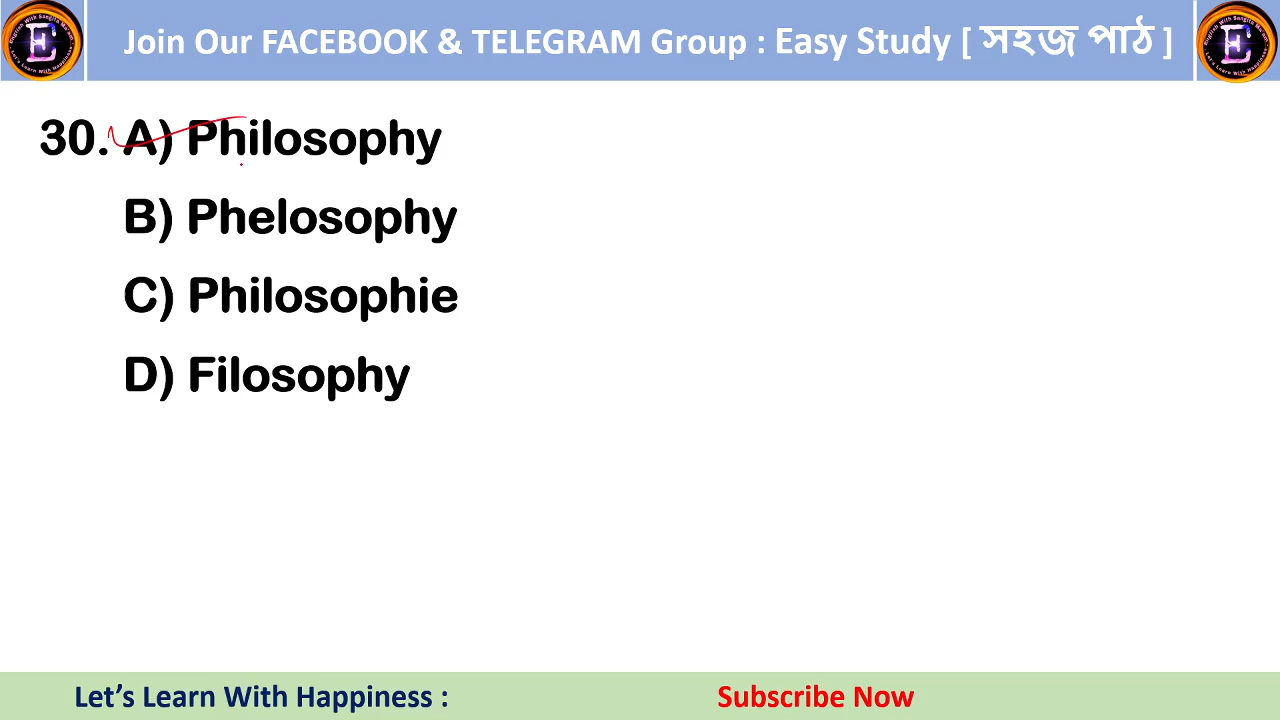 Join Our FACEBOOK & TELEGRAM Group : Easy Study [ সহজ পাঠ ]
30. A) Philosophy
B) Phelosophy
C) Philosophie
D) Filosophy
Let’s Learn With Happiness :
Subscribe Now